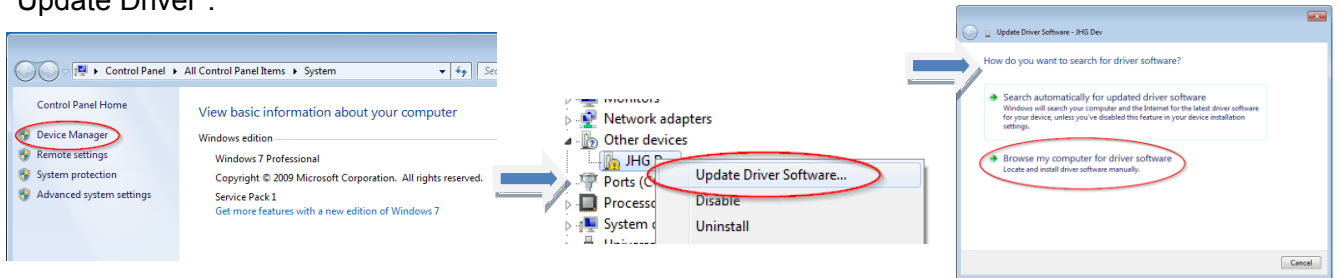 "Update Driver".
Control Panel ▸ All Control Panel Items ▸ System
Control Panel Home
Device Manager
Remote settings
System protection
Advanced system settings
View basic information about your computer
Windows edition
Windows 7 Professional
Copyright © 2009 Microsoft Corporation. All rights reserved.
Service Pack 1
Get more features with a new edition of Windows 7
Monitors
Network adapters
Other devices
JHG
Ports (C
Processo
System
Update Driver Software...
Disable
Uninstall
Update Driver Software - JHG Dev
How do you want to search for driver software?
Search automatically for updated driver software
Windows will search your computer and the Internet for the latest driver software
for your device, unless you've disabled this feature in your device installation
settings.
Browse my computer for driver software
Locate and install driver software manually.
Cancel